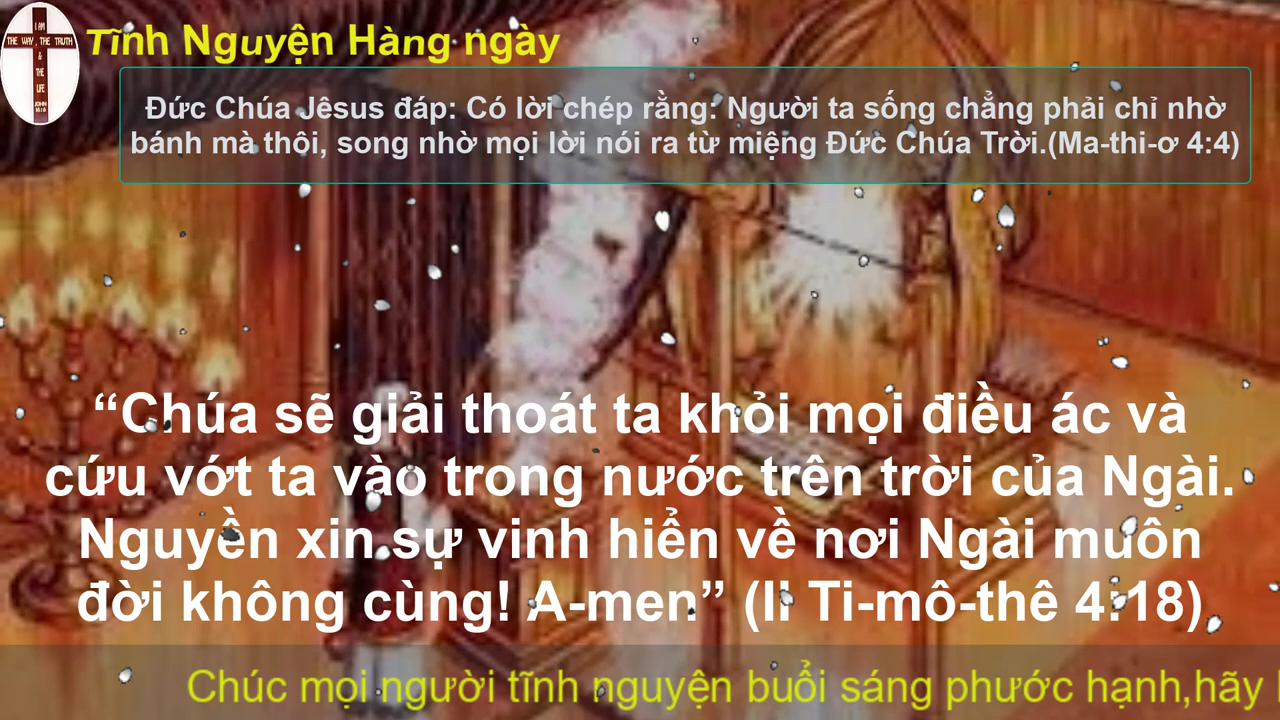 I AM
THE WAY, THE TRUTH
&
THE
LIFE
JOHN
14:6
Tĩnh Nguyện Hàng ngày
Đức Chúa Jêsus đáp: Có lời chép rằng: Người ta sống chẳng phải chỉ nhờ
bánh mà thôi, song nhờ mọi lời nói ra từ miệng Đức Chúa Trời.(Ma-thi-ơ 4:4)
“Chúa sẽ giải thoát ta khỏi mọi điều ác và
cứu vớt ta vào trong nước trên trời của Ngài.
Nguyền xin sự vinh hiển về nơi Ngài muôn
đời không cùng! A-men” (Ii Ti-mô-thê 4:18)
Chúc mọi người tĩnh nguyện buổi sáng phước hạnh,hãy